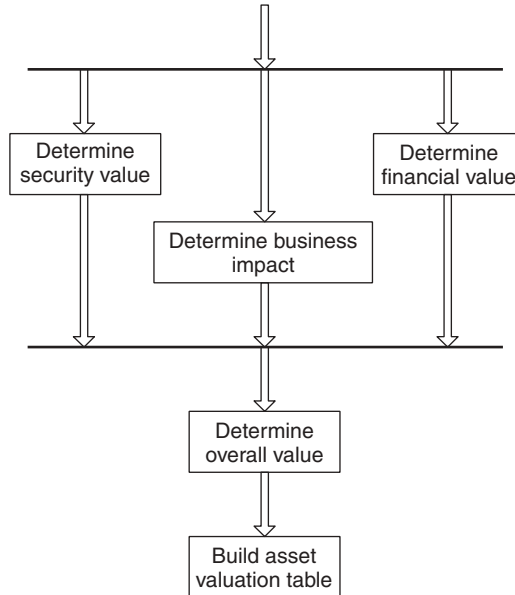 Determine
security value
Determine
financial value
Determine business
impact
Determine
overall value
Build asset
valuation table